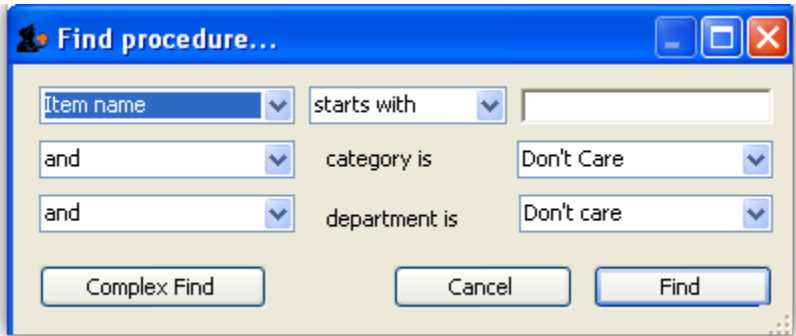 Find procedure...
Item name starts with
and category is Don't Care
and department is Don't care
Complex Find Cancel Find